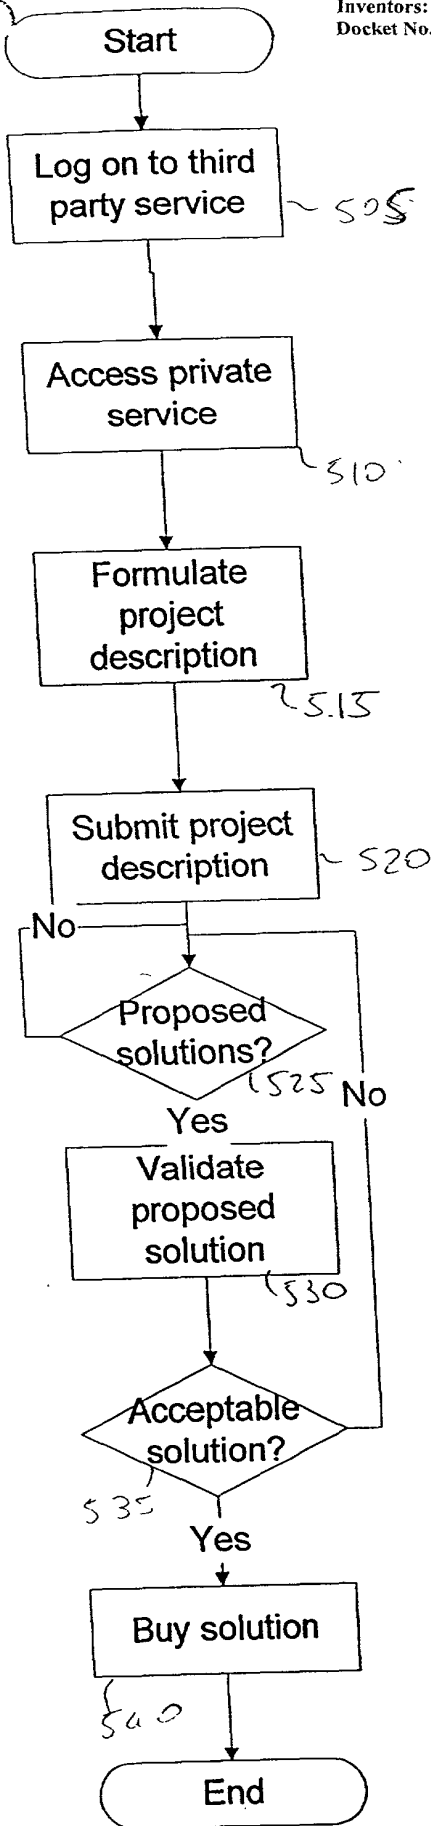 Inventors:
Docket No.
Start
Log on to third
party service
505
Access private
service
510
Formulate
project
description
515
Submit project
description
520
No
Proposed
solutions?
525
No
Yes
Validate
proposed
solution
530
Acceptable
solution?
535
Yes
Buy solution
540
End